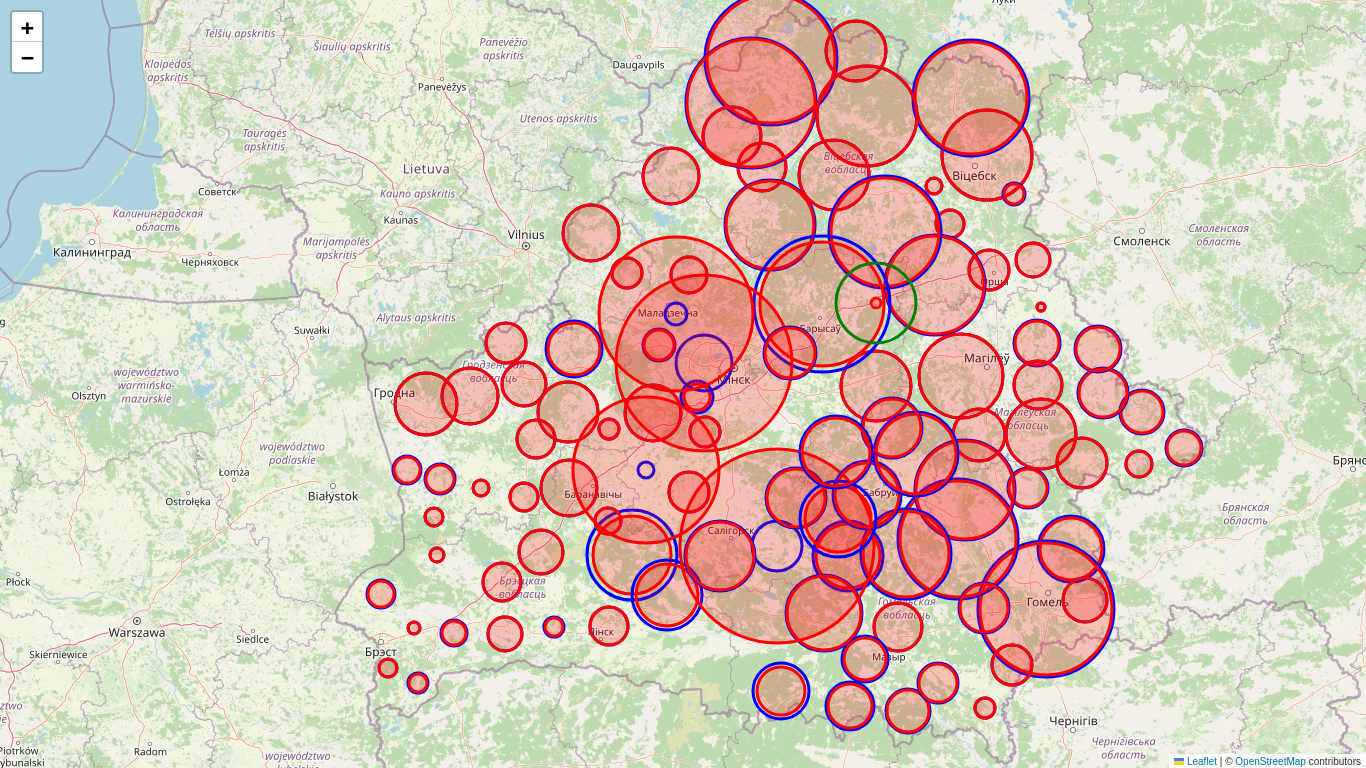 +
−
Луки
Telšių apskritis
Šiaulių apskritis
Panevėžio
apskritis
Klaipėdos
apskritis
Daugavpils
Panevėžys
Utenos apskritis
Tauragės
apskritis
Lietuva
Віцебская
вобласць
Віцебск
Советск
Kauno apskritis
Калининградская
область
Kaunas
Vilnius
Marijampolės
apskritis
Смоленск
Смоленская
область
Калининград
Черняховск
Орша
Alytaus apskritis
Маладзечна
Suwałki
Барысаў
Магілёў
Гродзенская
вобласць
Мінск
województwo
warmińsko-
mazurskie
Olsztyn
Гродна
Магілёўская
вобласць
województwo
podlaskie
Брянс
Łomża
Białystok
Ostrołęka
Баранавічы
Бабруй
Брянская
область
Салігорск
Płock
Брэсцкая
вобласць
Гомельская
вобласць
Гомель
Warszawa
Siedlce
Пінск
Skierniewice
Брэст
Мазыр
ztwo
Чернігів
Piotrków
ybunalski
Radom
województwo
lubelskie
Чернігівська
область
Leaflet | © OpenStreetMap contributors